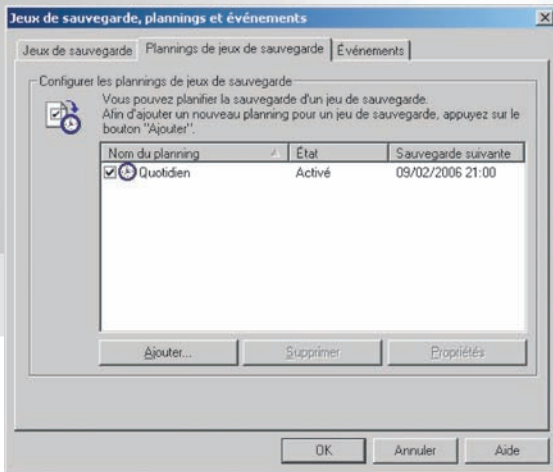 Jeux de sauvegarde, plannings et événements
Jeux de sauvegarde Plannings de jeux de sauvegarde Événements
Configurer les plannings de jeux de sauvegarde
Vous pouvez planifier la sauvegarde d'un jeu de sauvegarde.
Afin d'ajouter un nouveau planning pour un jeu de sauvegarde, appuyez sur le
bouton "Ajouter".
Nom du planning État Sauvegarde suivante
Quotidien Activé 09/02/2006 21:00
Ajouter... Supprimer Propriétés
OK Annuler Aide